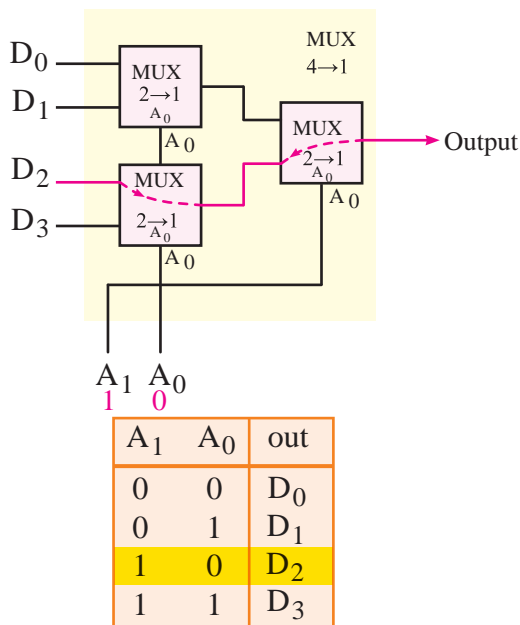 MUX
4→1
D₀
MUX
2→1
A₀
D₁
A₀
MUX
2→1
A₀
Output
D₂
MUX
A₀
D₃
2→1
A₀
A₀
A₁ A₀
1 0
A₁ A₀ out
0 0 D₀
0 1 D₁
1 0 D₂
1 1 D₃